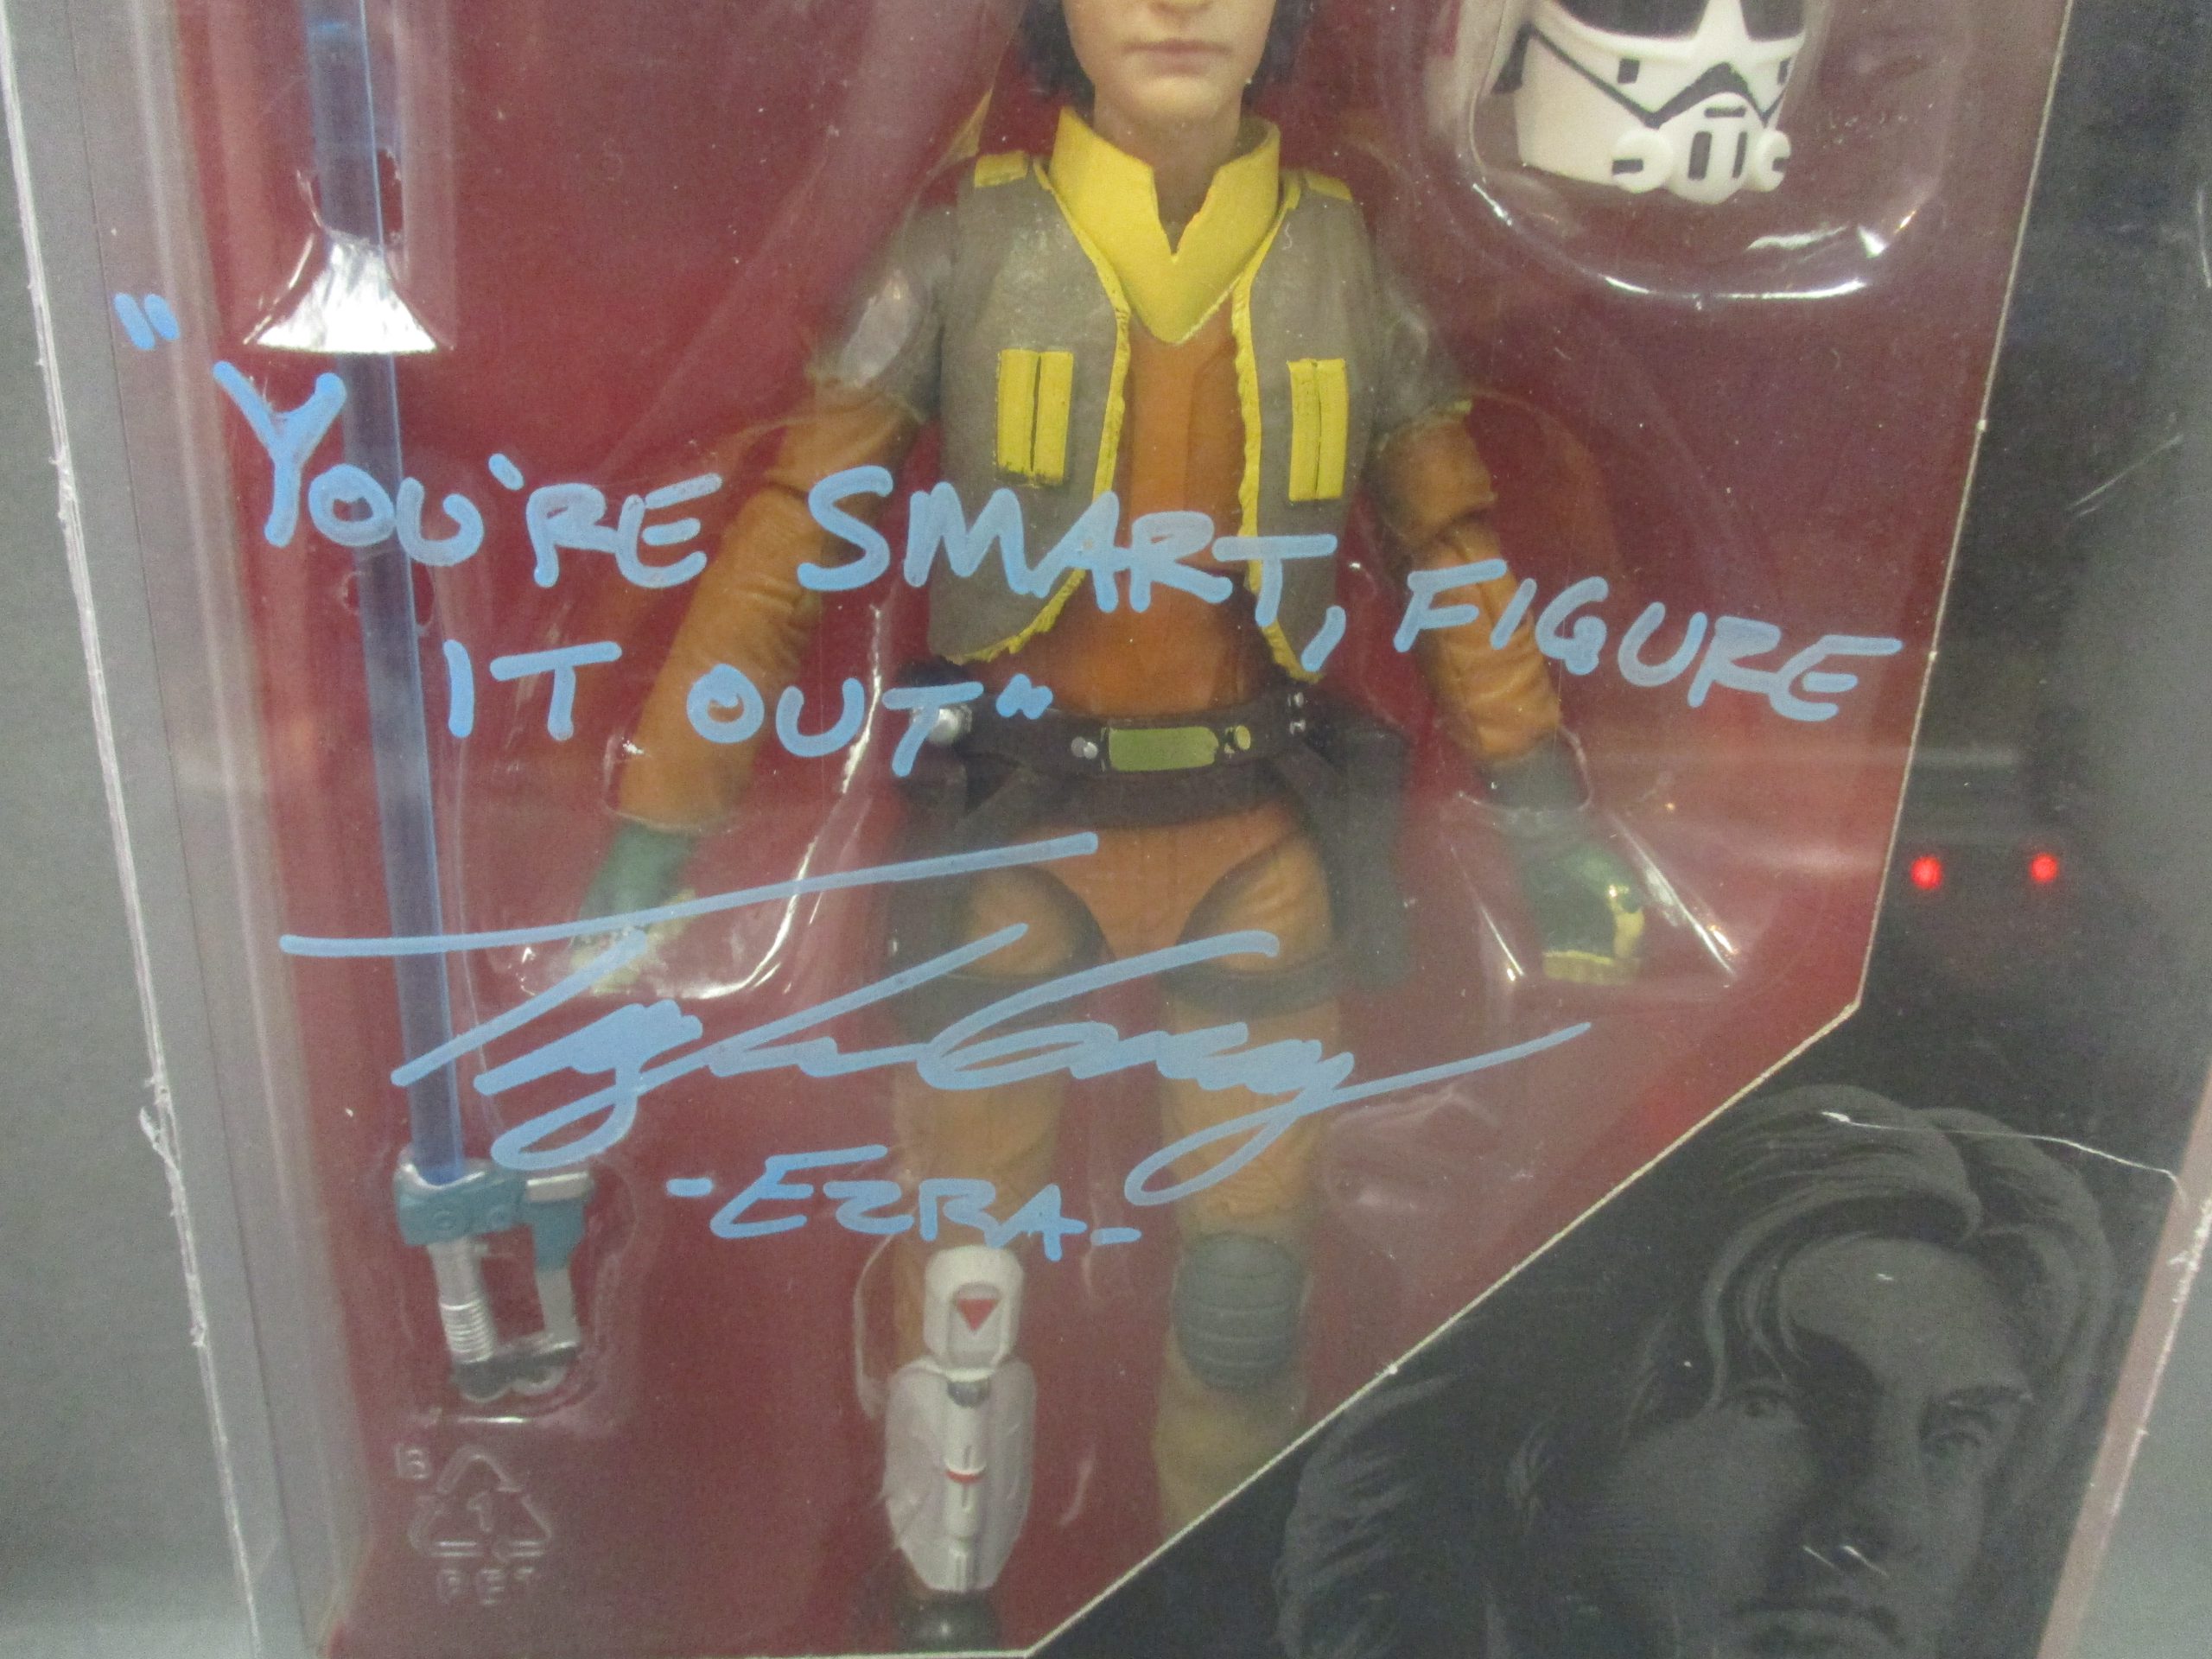 "YOU'RE SMART, FIGURE
IT OUT"
-EZRA-
B
1
PET